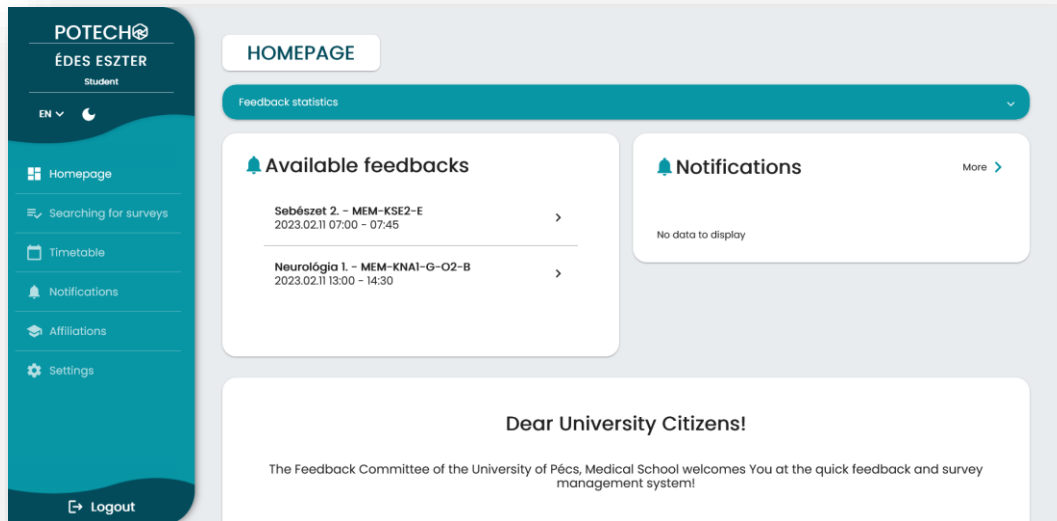 POTECHO
ÉDES ESZTER
Student
EN
Homepage
Searching for surveys
Timetable
Notifications
Affiliations
Settings
Logout
HOMEPAGE
Feedback statistics
Available feedbacks
Sebészet 2. - MEM-KSE2-E
2023.02.11 07:00 - 07:45
Neurológia 1. - MEM-KNA1-G-O2-B
2023.02.11 13:00 - 14:30
Notifications
More
No data to display
Dear University Citizens!
The Feedback Committee of the University of Pécs, Medical School welcomes You at the quick feedback and survey
management system!